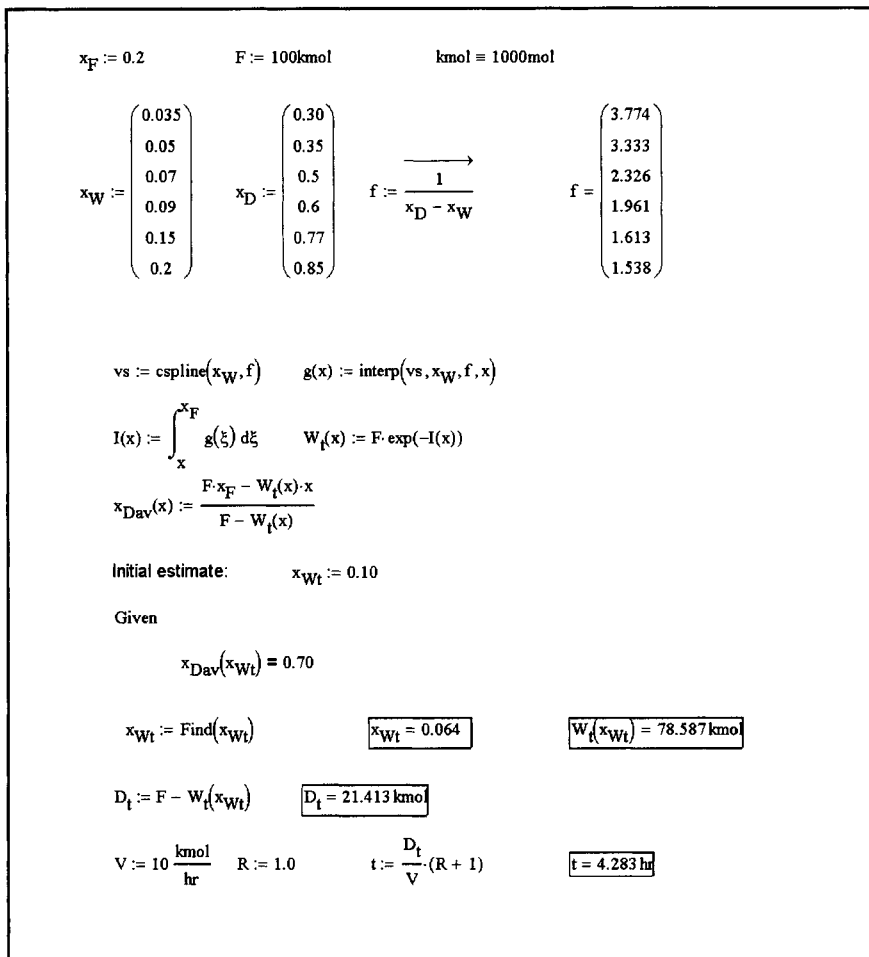 x_F := 0.2 F := 100kmol kmol ≡ 1000mol
x_W := (0.035 0.05 0.07 0.09 0.15 0.2) x_D := (0.30 0.35 0.5 0.6 0.77 0.85) f := 1 / (x_D − x_W) f = (3.774 3.333 2.326 1.961 1.613 1.538)
vs := cspline(x_W, f) g(x) := interp(vs, x_W, f, x)
I(x) := ∫_x^x_F g(ξ) dξ W_t(x) := F·exp(−I(x))
x_Dav(x) := (F·x_F − W_t(x)·x) / (F − W_t(x))
Initial estimate: x_Wt := 0.10
Given
x_Dav(x_Wt) = 0.70
x_Wt := Find(x_Wt) x_Wt = 0.064 W_t(x_Wt) = 78.587 kmol
D_t := F − W_t(x_Wt) D_t = 21.413 kmol
V := 10 kmol/hr R := 1.0 t := D_t/V·(R + 1) t = 4.283 hr